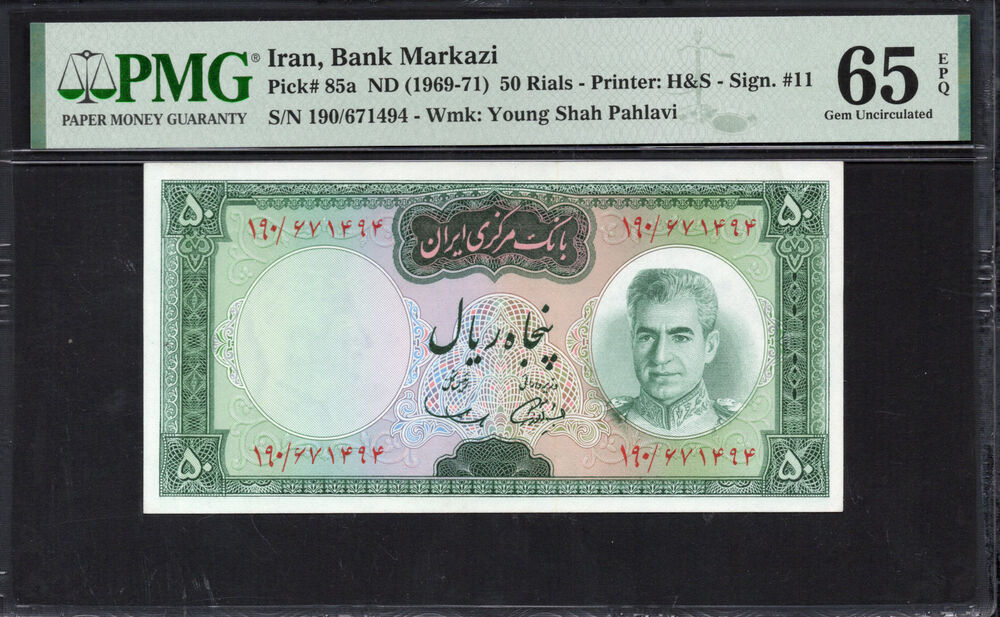 PMG®
PAPER MONEY GUARANTY
Iran, Bank Markazi
Pick# 85a ND (1969-71) 50 Rials - Printer: H&S - Sign. #11
S/N 190/671494 - Wmk: Young Shah Pahlavi
65 EPQ
Gem Uncirculated
۵۰
۵۰
۱۹۰/۶۷۱۴۹۴
۱۹۰/۶۷۱۴۹۴
بانک مرکزی ایران
پنجاه ریال
۱۹۰/۶۷۱۴۹۴
۱۹۰/۶۷۱۴۹۴
۵۰
۵۰